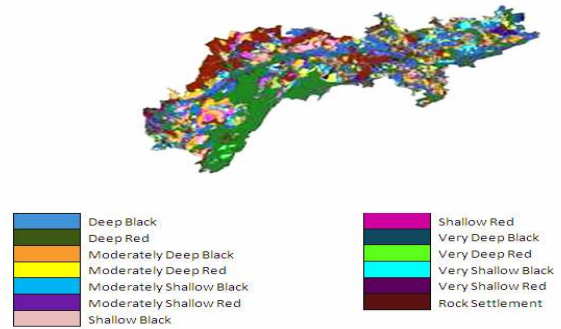 Deep Black
Deep Red
Moderately Deep Black
Moderately Deep Red
Moderately Shallow Black
Moderately Shallow Red
Shallow Black
Shallow Red
Very Deep Black
Very Deep Red
Very Shallow Black
Very Shallow Red
Rock Settlement